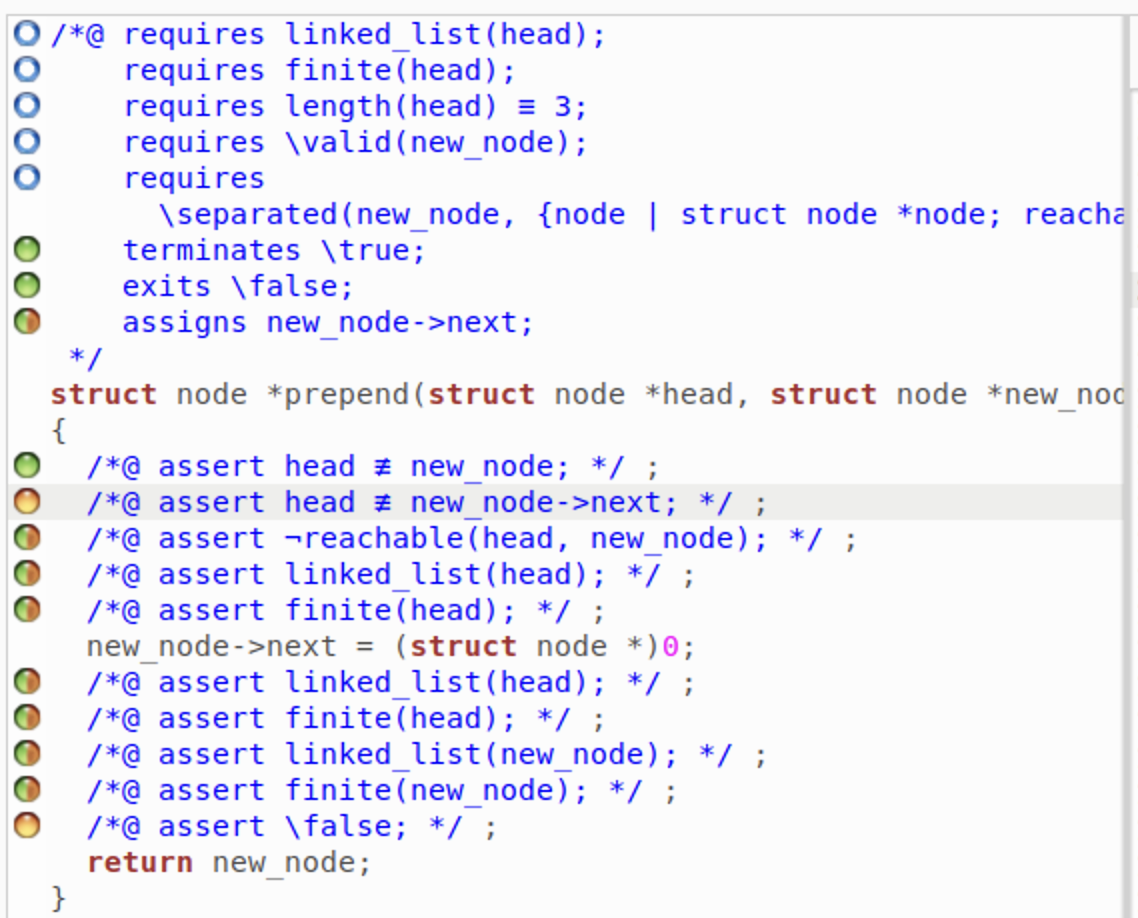 /*@ requires linked_list(head);
requires finite(head);
requires length(head) ≡ 3;
requires \valid(new_node);
requires
\separated(new_node, {node | struct node *node; reacha
terminates \true;
exits \false;
assigns new_node->next;
*/
struct node *prepend(struct node *head, struct node *new_nod
{
/*@ assert head ≢ new_node; */ ;
/*@ assert head ≢ new_node->next; */ ;
/*@ assert ¬reachable(head, new_node); */ ;
/*@ assert linked_list(head); */ ;
/*@ assert finite(head); */ ;
new_node->next = (struct node *)0;
/*@ assert linked_list(head); */ ;
/*@ assert finite(head); */ ;
/*@ assert linked_list(new_node); */ ;
/*@ assert finite(new_node); */ ;
/*@ assert \false; */ ;
return new_node;
}